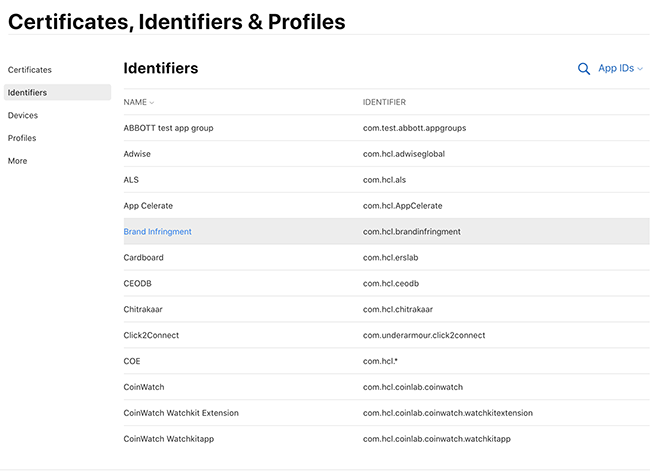 Certificates, Identifiers & Profiles
Certificates
Identifiers
Devices
Profiles
More
Identifiers
App IDs
NAME IDENTIFIER
ABBOTT test app group com.test.abbott.appgroups
Adwise com.hcl.adwiseglobal
ALS com.hcl.als
App Celerate com.hcl.AppCelerate
Brand Infringment com.hcl.brandinfringment
Cardboard com.hcl.erslab
CEODB com.hcl.ceodb
Chitrakaar com.hcl.chitrakaar
Click2Connect com.underarmour.click2connect
COE com.hcl.*
CoinWatch com.hcl.coinlab.coinwatch
CoinWatch Watchkit Extension com.hcl.coinlab.coinwatch.watchkitextension
CoinWatch Watchkitapp com.hcl.coinlab.coinwatch.watchkitapp